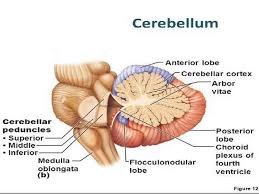 Cerebellum
Anterior lobe
Cerebellar cortex
Arbor
vitae
Cerebellar
peduncles
• Superior
• Middle
• Inferior
Medulla
oblongata
(b)
Flocculonodular
lobe
Posterior
lobe
Choroid
plexus of
fourth
ventricle
Figure 12